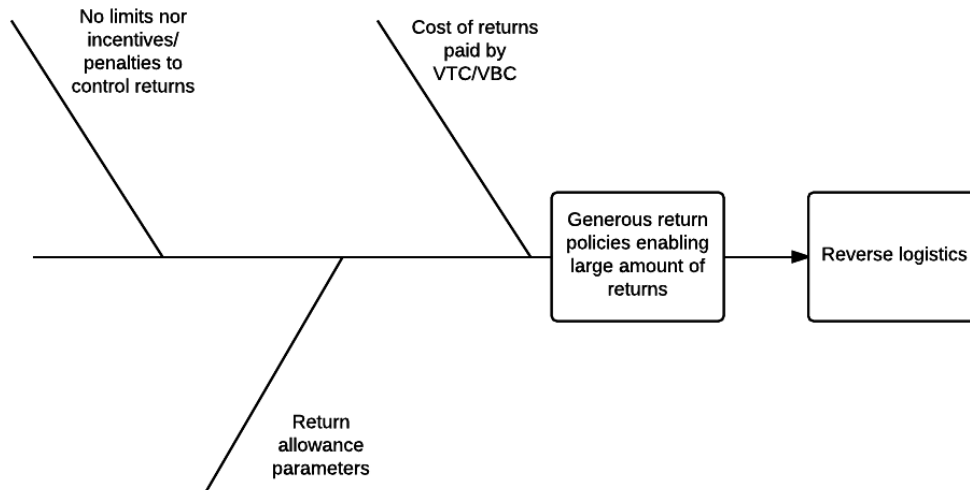 No limits nor
incentives/
penalties to
control returns
Cost of returns
paid by
VTC/VBC
Generous return
policies enabling
large amount of
returns
Reverse logistics
Return
allowance
parameters